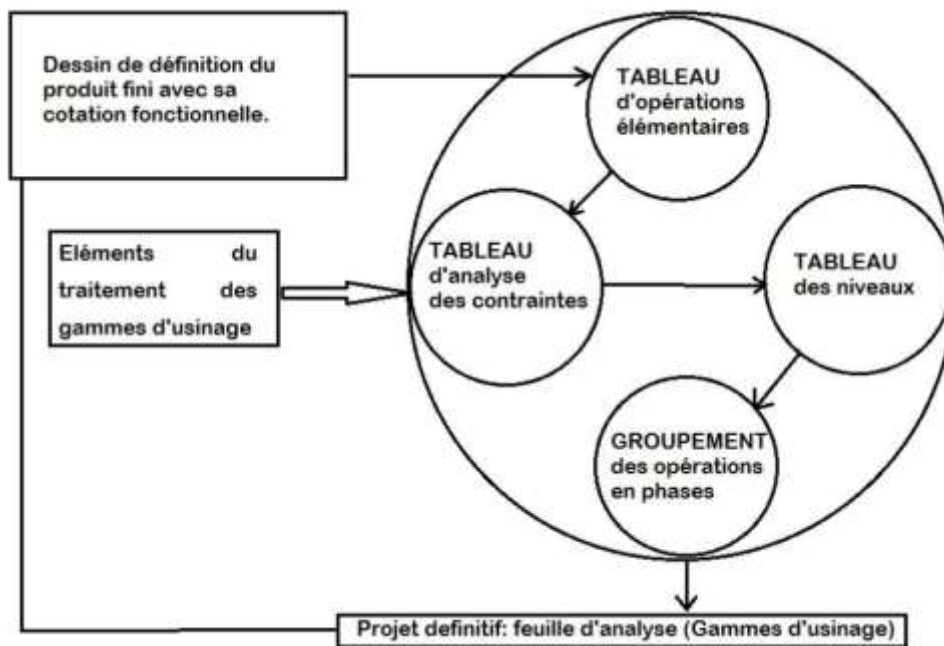 Dessin de définition du
produit fini avec sa
cotation fonctionnelle.
TABLEAU
d'opérations
élémentaires
Eléments du
traitement des
gammes d'usinage
TABLEAU
d'analyse
des contraintes
TABLEAU
des niveaux
GROUPEMENT
des opérations
en phases
Projet definitif: feuille d'analyse (Gammes d'usinage)